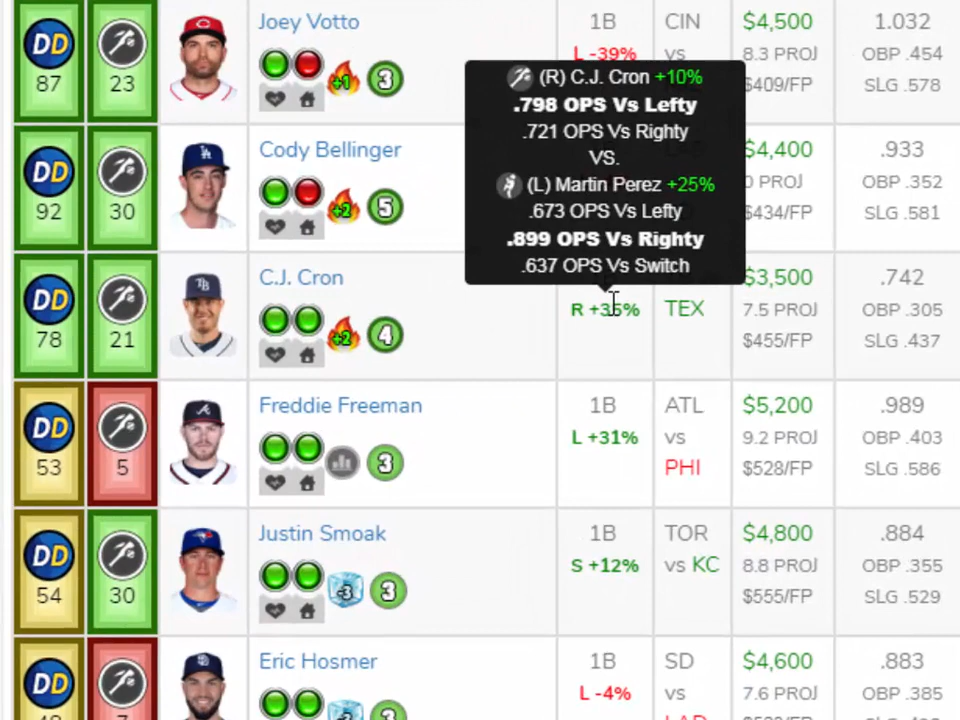 DD
87
23
Joey Votto
+1
3
1B
L -39%
CIN
vs
$4,500
8.3 PROJ
$409/FP
1.032
OBP .454
SLG .578
(R) C.J. Cron +10%
.798 OPS Vs Lefty
.721 OPS Vs Righty
VS.
(L) Martin Perez +25%
.673 OPS Vs Lefty
.899 OPS Vs Righty
.637 OPS Vs Switch
DD
92
30
Cody Bellinger
+2
5
$4,400
0 PROJ
$434/FP
.933
OBP .352
SLG .581
DD
78
21
C.J. Cron
+2
4
R +35%
TEX
$3,500
7.5 PROJ
$455/FP
.742
OBP .305
SLG .437
DD
53
5
Freddie Freeman
3
1B
L +31%
ATL
vs
PHI
$5,200
9.2 PROJ
$528/FP
.989
OBP .403
SLG .586
DD
54
30
Justin Smoak
-3
3
1B
S +12%
TOR
vs KC
$4,800
8.8 PROJ
$555/FP
.884
OBP .355
SLG .529
DD
Eric Hosmer
1B
L -4%
SD
vs
$4,600
7.6 PROJ
.883
OBP .385